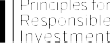 Principles for
Responsible
Investment